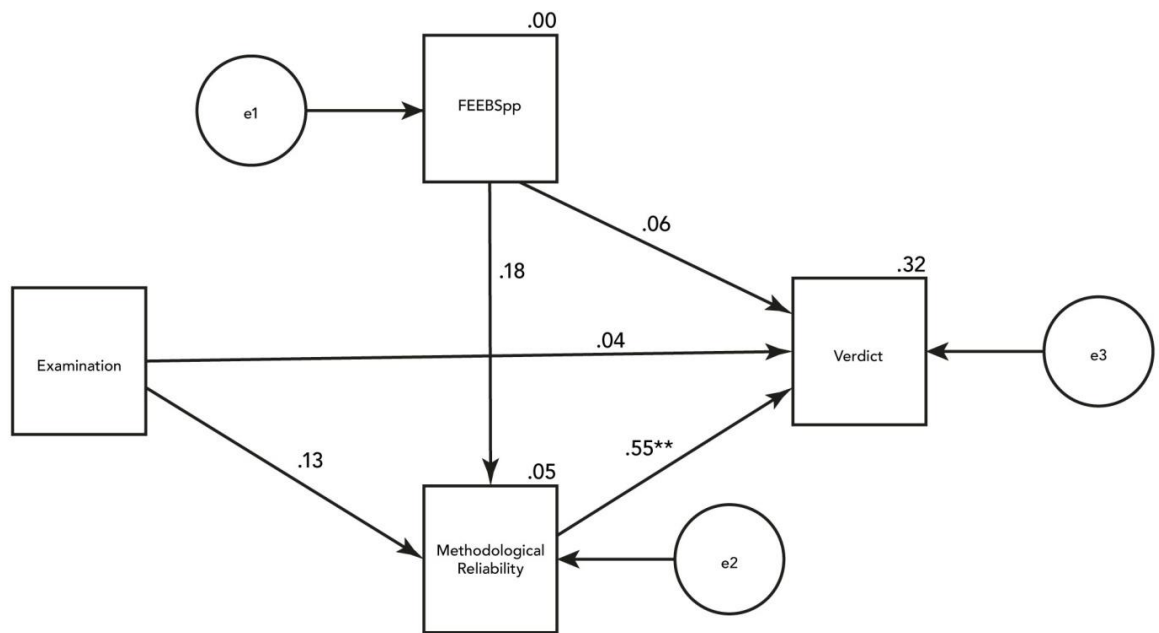 .00
e1
FEEBSpp
.06
.18
.32
Examination
.04
Verdict
e3
.13
.55**
.05
Methodological
Reliability
e2